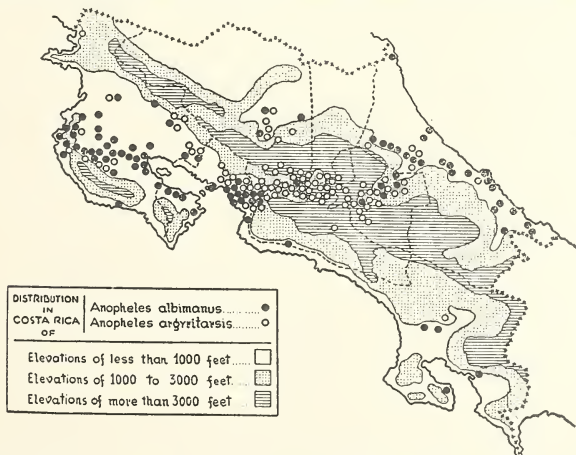 DISTRIBUTION
IN
COSTA RICA
OF
Anopheles albimanus
Anopheles argyritarsis
Elevations of less than 1000 feet
Elevations of 1000 to 3000 feet
Elevations of more than 3000 feet